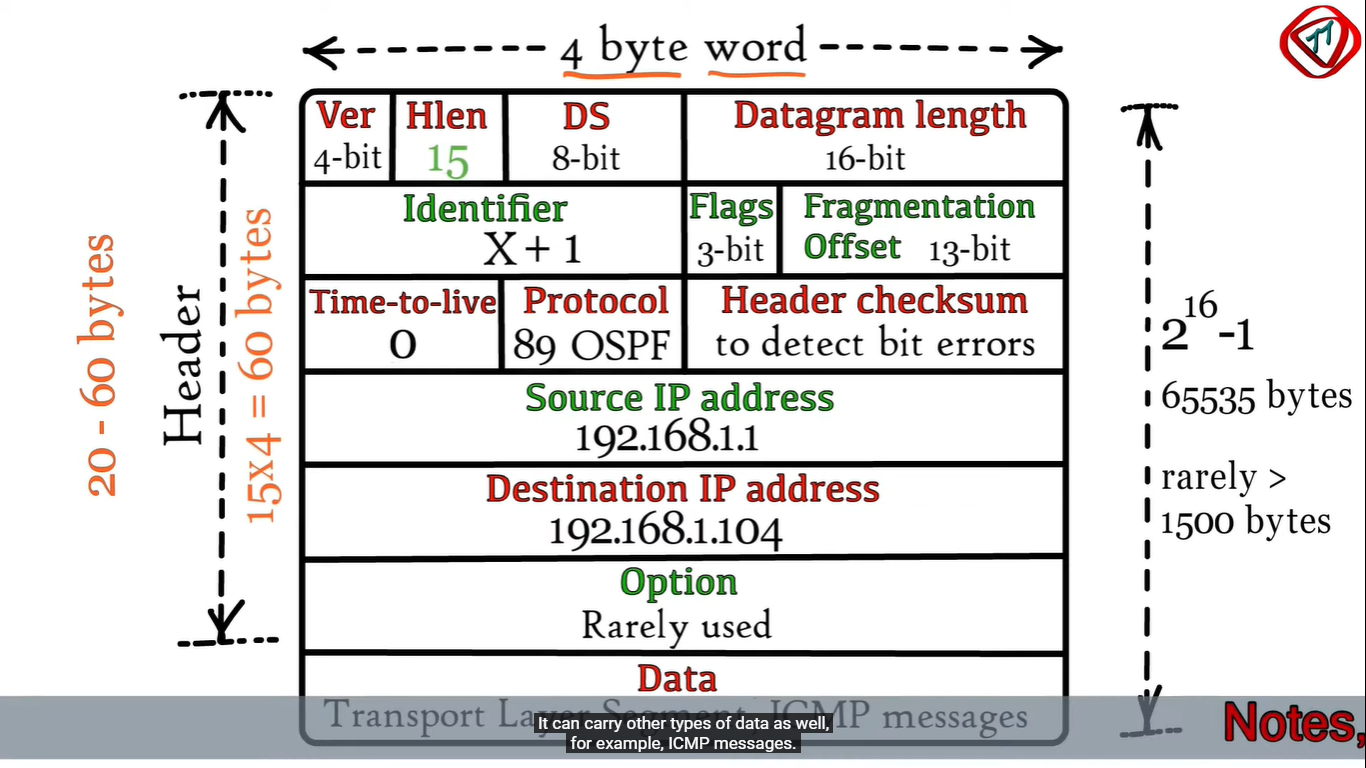 4 byte word
Ver
4-bit
Hlen
15
DS
8-bit
Datagram length
16-bit
Identifier
X + 1
Flags
3-bit
Fragmentation
Offset 13-bit
Time-to-live
0
Protocol
89 OSPF
Header checksum
to detect bit errors
Source IP address
192.168.1.1
Destination IP address
192.168.1.104
Option
Rarely used
Data
Transport Layer Segment, ICMP messages
20 - 60 bytes
Header
15x4 = 60 bytes
2^16-1
65535 bytes
rarely >
1500 bytes
It can carry other types of data as well,
for example, ICMP messages.
Notes,